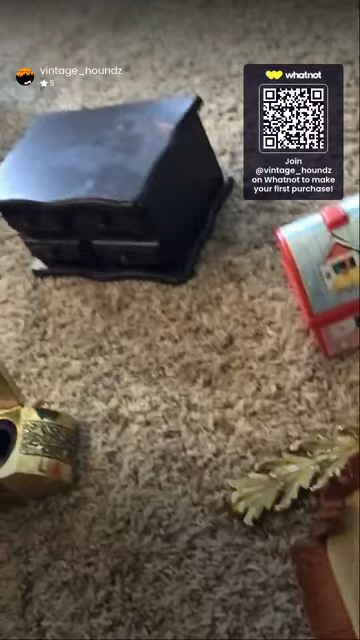 vintage_houndz
5
whatnot
Join
@vintage_houndz
on Whatnot to make
your first purchase!